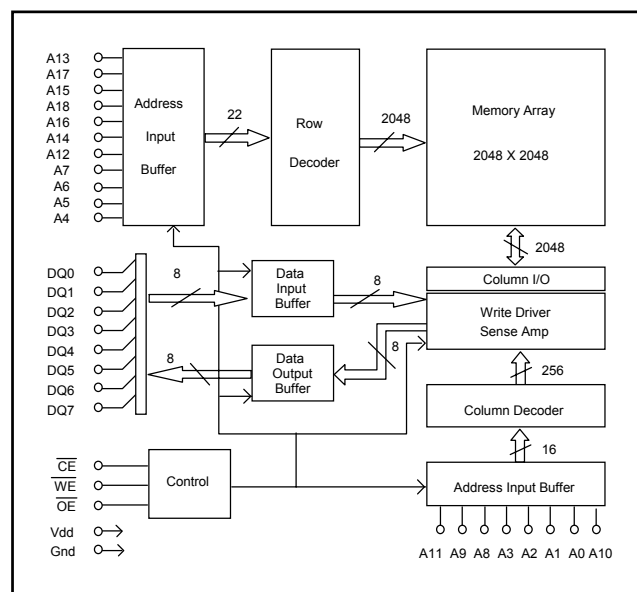 A13
A17
A15
A18
A16
A14
A12
A7
A6
A5
A4
Address
Input
Buffer
22
Row
Decoder
2048
Memory Array
2048 X 2048
2048
DQ0
DQ1
DQ2
DQ3
DQ4
DQ5
DQ6
DQ7
8
Data
Input
Buffer
8
Column I/O
Write Driver
Sense Amp
8
Data
Output
Buffer
8
256
Column Decoder
16
CE
WE
OE
Control
Address Input Buffer
Vdd
Gnd
A11 A9 A8 A3 A2 A1 A0 A10